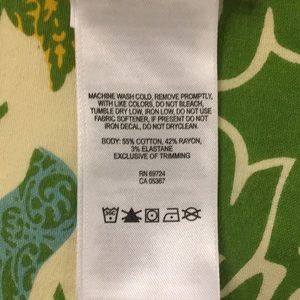 MACHINE WASH COLD, REMOVE PROMPTLY,
WITH LIKE COLORS, DO NOT BLEACH,
TUMBLE DRY LOW, IRON LOW, DO NOT USE
FABRIC SOFTENER, IF PRESENT DO NOT
IRON DECAL, DO NOT DRYCLEAN.
BODY: 55% COTTON, 42% RAYON,
3% ELASTANE
EXCLUSIVE OF TRIMMING
RN 69724
CA 05367